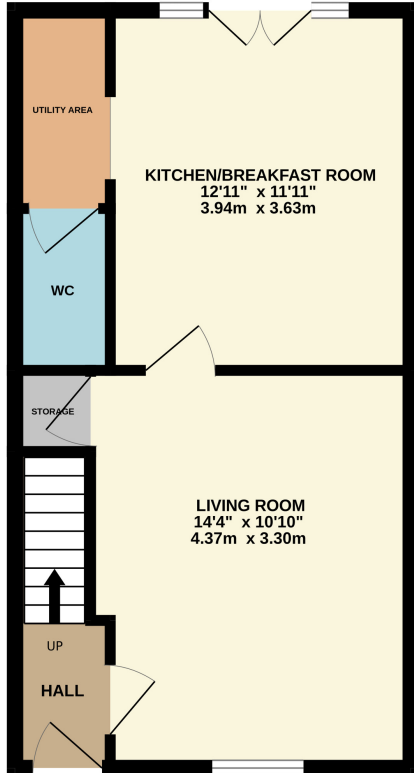 UTILITY AREA
KITCHEN/BREAKFAST ROOM
12'11" x 11'11"
3.94m x 3.63m
WC
STORAGE
LIVING ROOM
14'4" x 10'10"
4.37m x 3.30m
UP
HALL